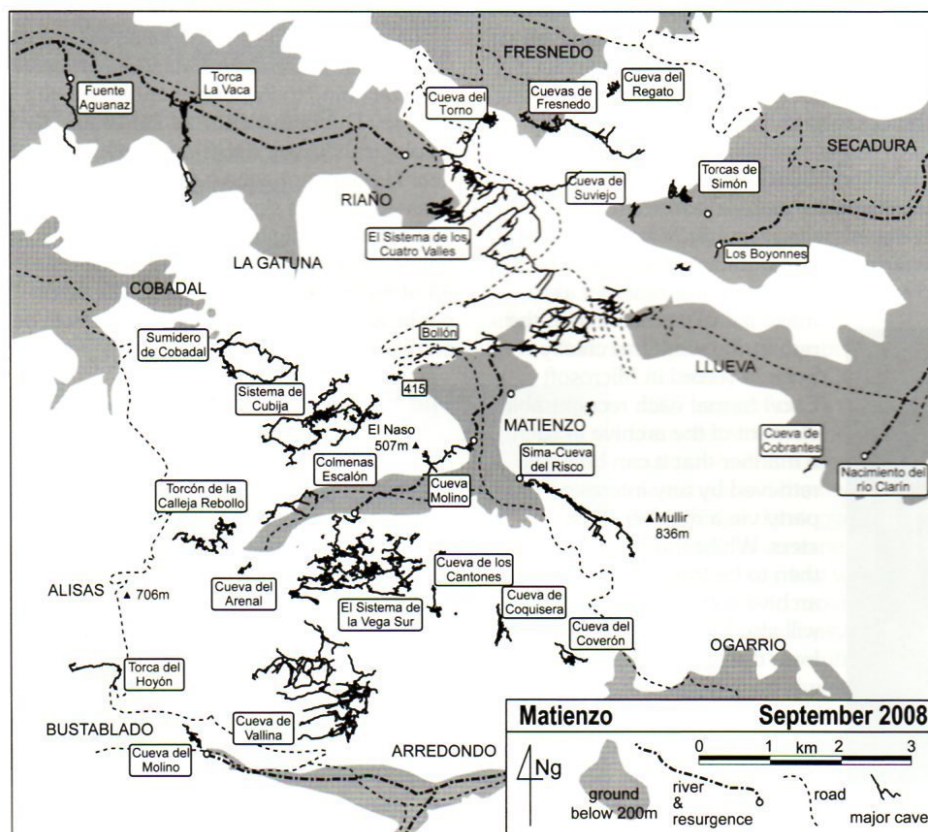 FRESNEDO
Fuente
Aguanaz
Torca
La Vaca
Cueva del
Torno
Cuevas de
Fresnedo
Cueva del
Regato
SECADURA
RIAÑO
Cueva de
Suviejo
Torcas de
Simón
El Sistema de los
Cuatro Valles
Los Boyonnes
LA GATUNA
COBADAL
Sumidero
de Cobadal
Bollón
LLUEVA
Sistema de
Cubija
415
El Naso
507m
MATIENZO
Colmenas
Escalón
Cueva
Molino
Sima-Cueva
del Risco
Cueva de
Cobrantes
Nacimiento del
río Clarín
Torcón de la
Calleja Rebollo
Mullir
836m
Cueva del
Arenal
Cueva de los
Cantones
ALISAS
706m
El Sistema de
la Vega Sur
Cueva de
Coquisera
Cueva del
Coverón
OGARRIO
Torca del
Hoyón
BUSTABLADO
Cueva de
Vallina
Cueva del
Molino
ARREDONDO
Matienzo September 2008
0 1 km 2 3
Ng
ground
below 200m
river
&
resurgence
road
major cave